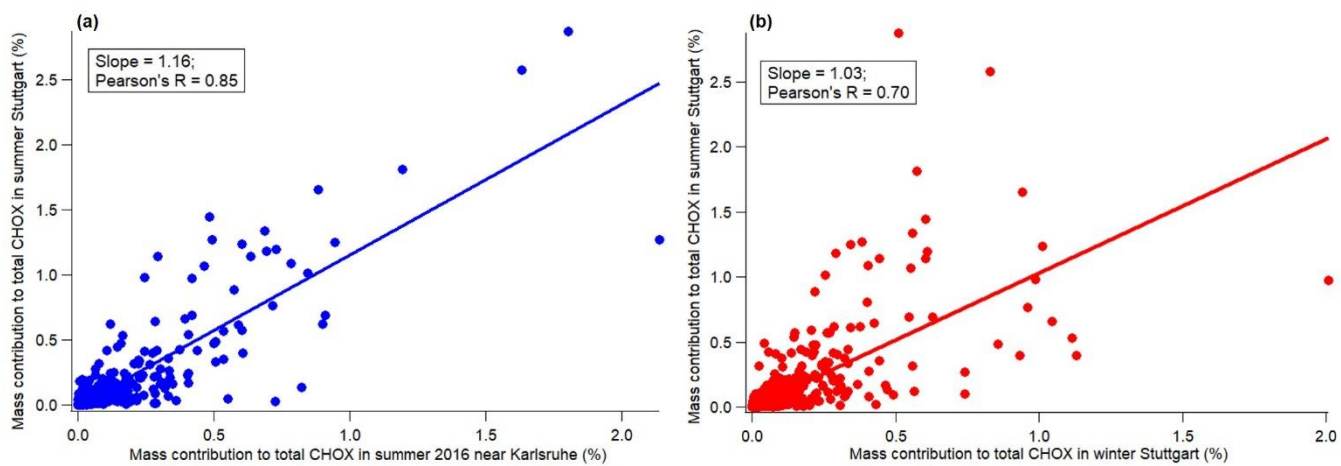 (a)
Slope = 1.16;
Pearson's R = 0.85
Mass contribution to total CHOX in summer Stuttgart (%)
2.5
2.0
1.5
1.0
0.5
0.0
0.0 0.5 1.0 1.5 2.0
Mass contribution to total CHOX in summer 2016 near Karlsruhe (%)
(b)
Slope = 1.03;
Pearson's R = 0.70
Mass contribution to total CHOX in summer Stuttgart (%)
2.5
2.0
1.5
1.0
0.5
0.0
0.0 0.5 1.0 1.5 2.0
Mass contribution to total CHOX in winter Stuttgart (%)